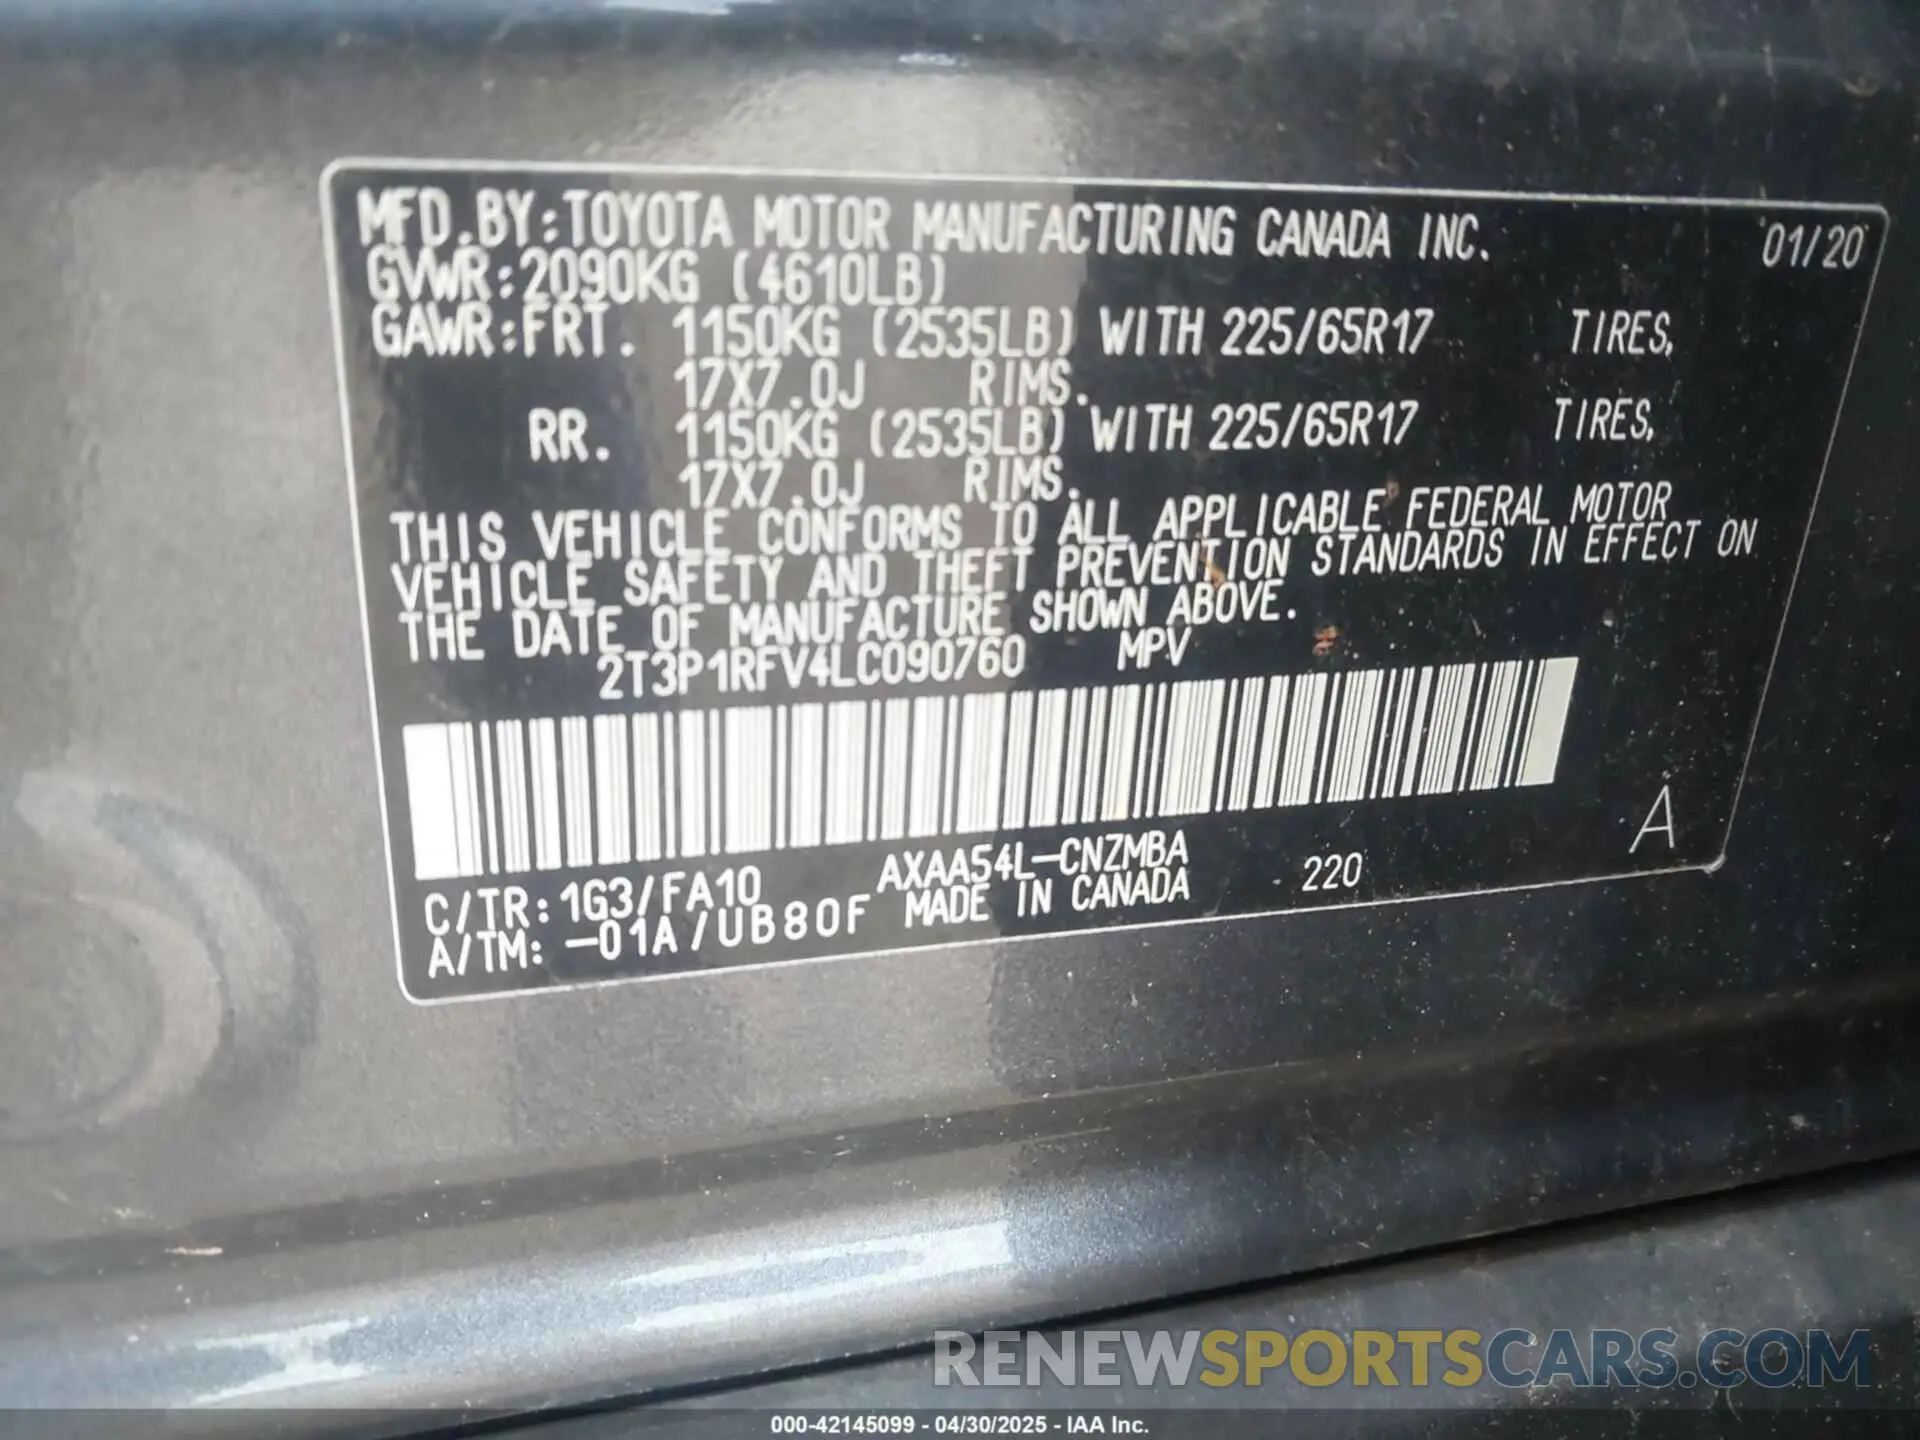 MFD.BY:TOYOTA MOTOR MANUFACTURING CANADA INC. 01/20
GVWR:2090KG (4610LB)
GAWR:FRT. 1150KG (2535LB) WITH 225/65R17 TIRES,
17X7.0J RIMS.
RR. 1150KG (2535LB) WITH 225/65R17 TIRES,
17X7.0J RIMS.
THIS VEHICLE CONFORMS TO ALL APPLICABLE FEDERAL MOTOR
VEHICLE SAFETY AND THEFT PREVENTION STANDARDS IN EFFECT ON
THE DATE OF MANUFACTURE SHOWN ABOVE.
2T3P1RFV4LC090760 MPV
A
C/TR:1G3/FA10 AXAA54L-CNZMBA 220
A/TM:-01A/UB80F MADE IN CANADA
RENEWSPORTSCARS.COM
000-42145099 - 04/30/2025 - IAA Inc.